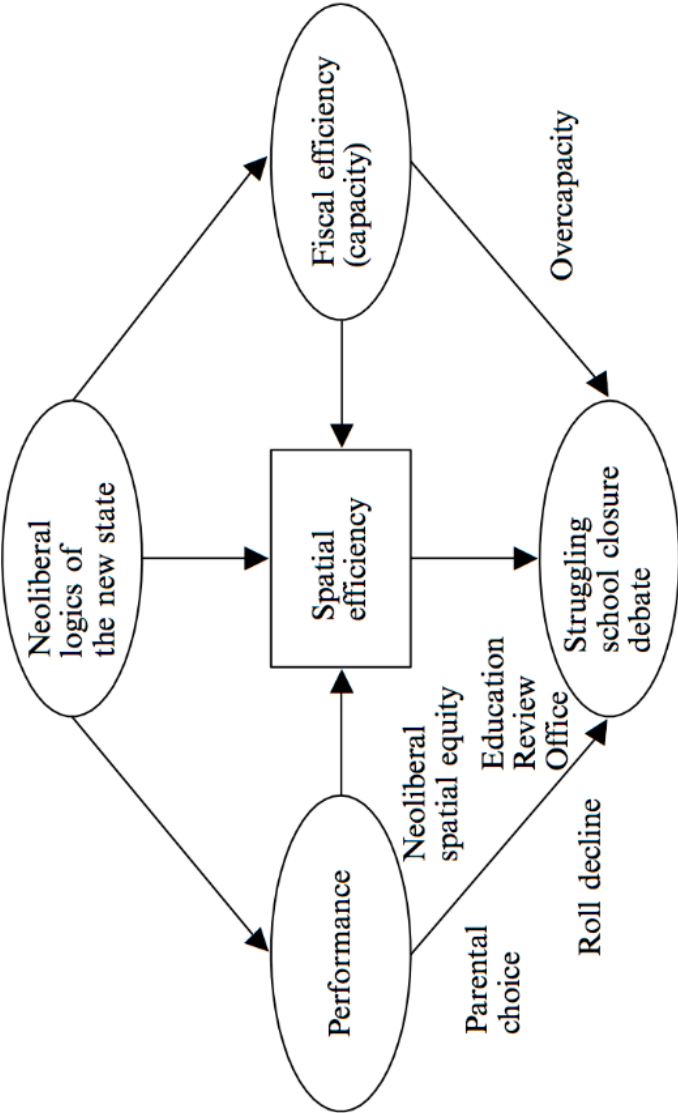 Neoliberal
logics of
the new state
Performance
Spatial
efficiency
Fiscal efficiency
(capacity)
Neoliberal
spatial equity
Education
Review
Office
Parental
choice
Roll decline
Struggling
school closure
debate
Overcapacity